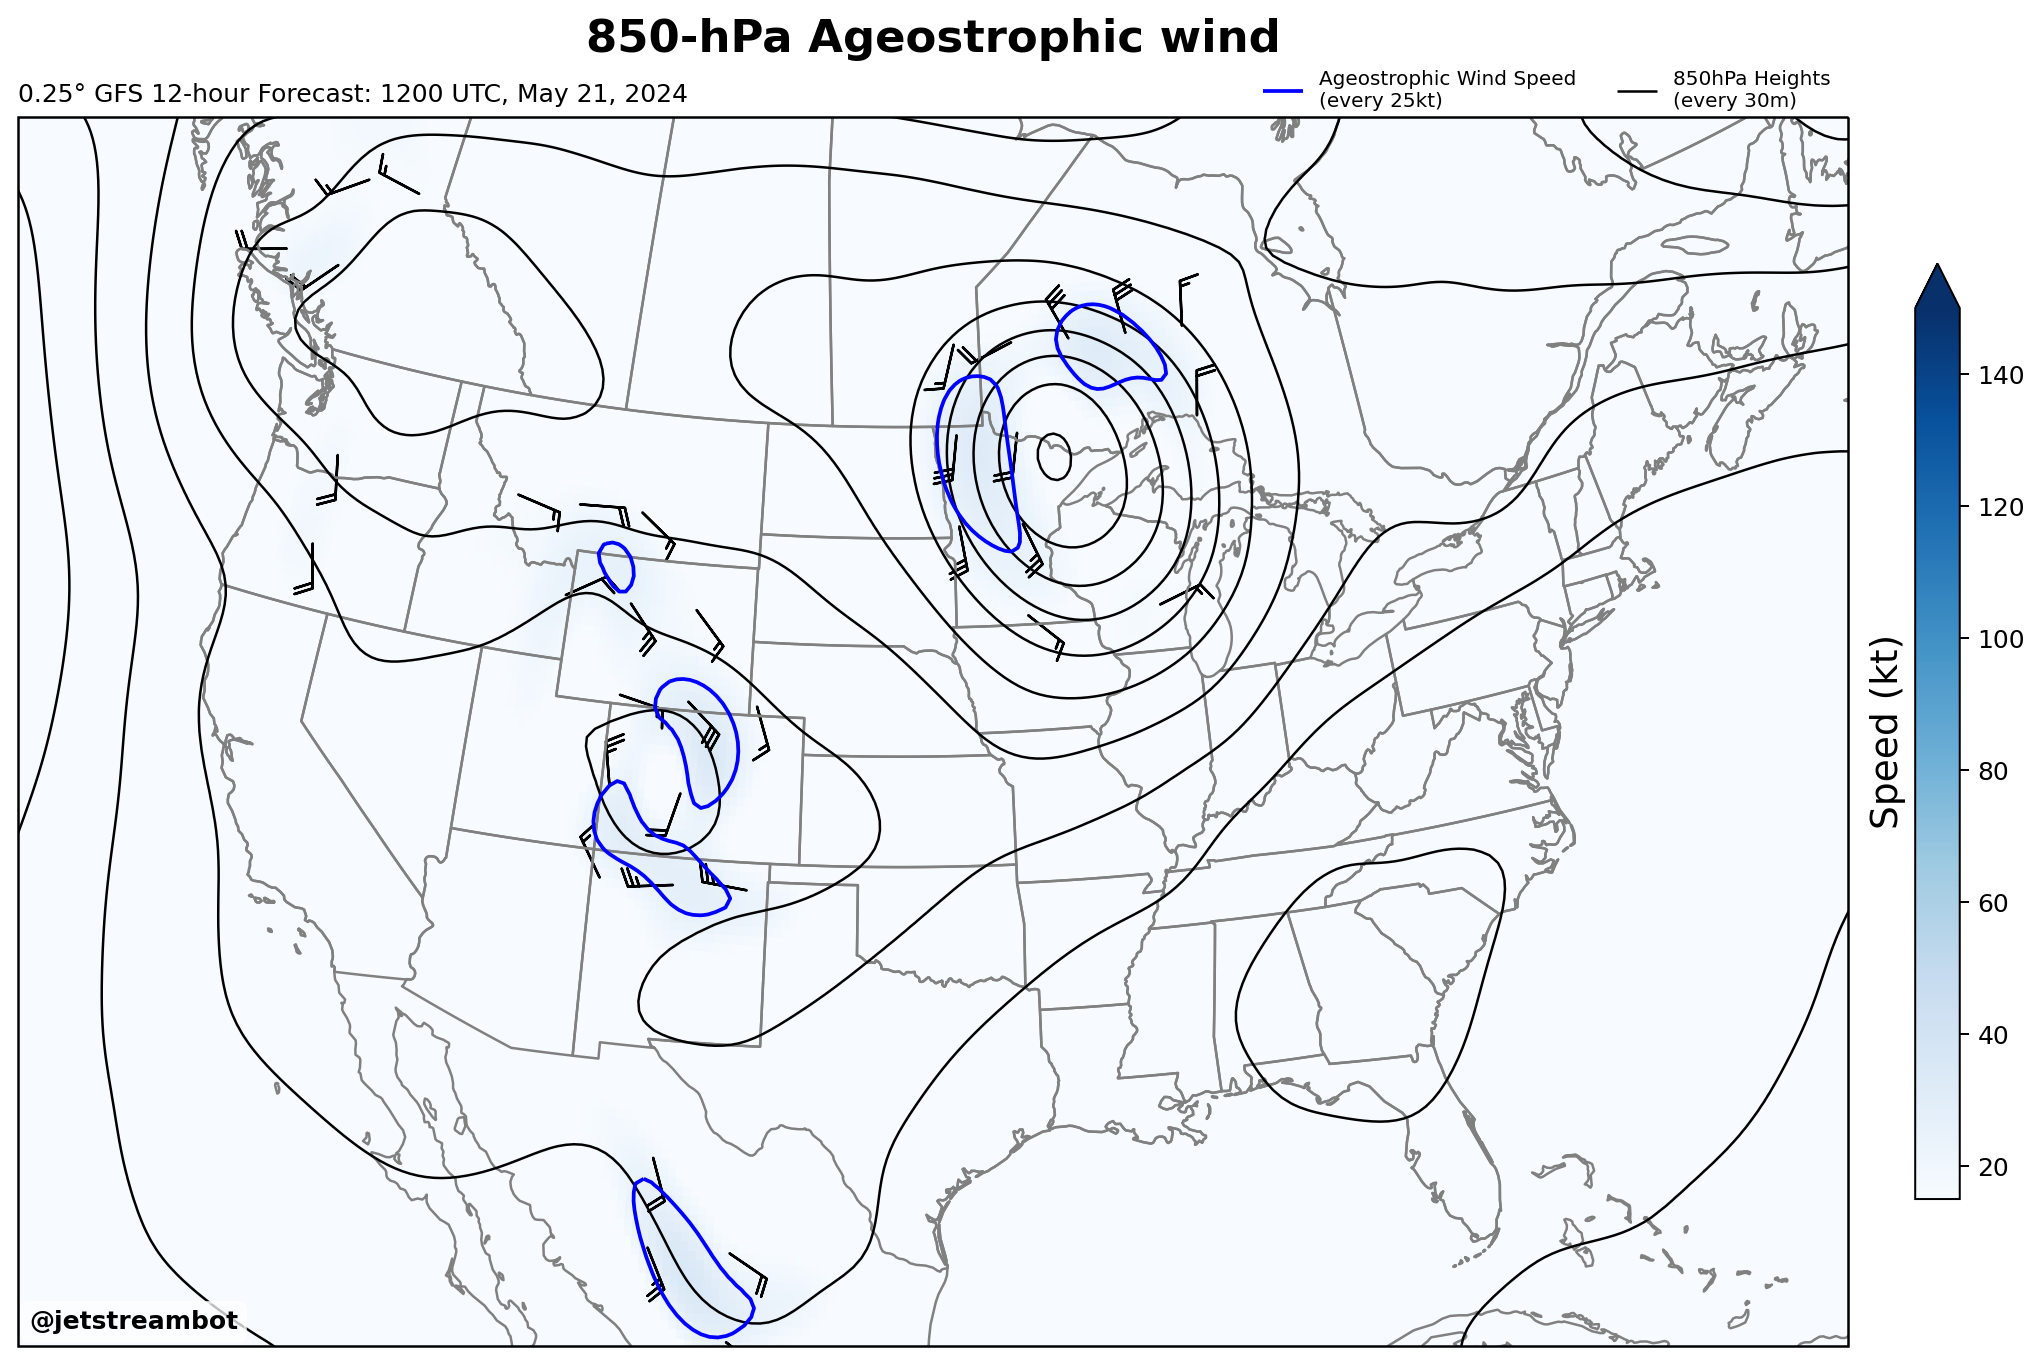 850-hPa Ageostrophic wind
0.25° GFS 12-hour Forecast: 1200 UTC, May 21, 2024
Ageostrophic Wind Speed
(every 25kt)
850hPa Heights
(every 30m)
140
120
100
80
60
40
20
Speed (kt)
@jetstreambot